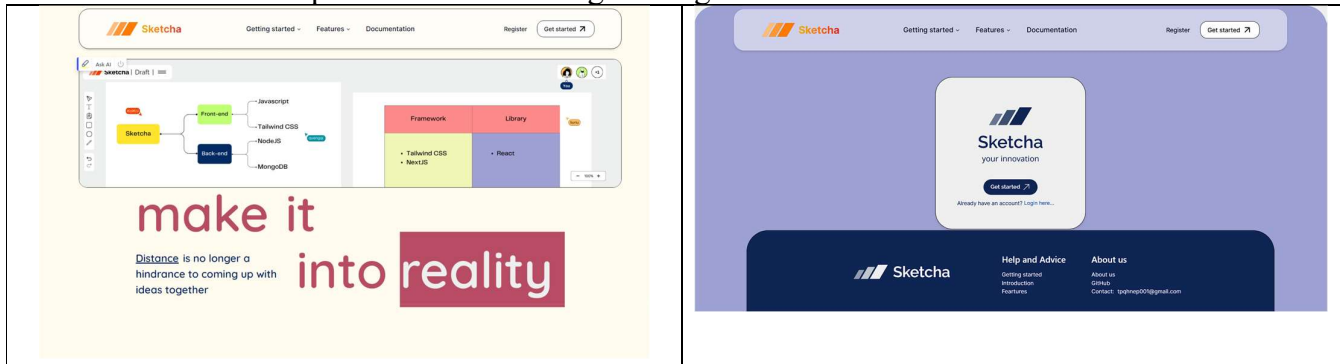 Sketcha Getting started Features Documentation Register Get started
Ask AI
Sketcha | Draft |
+1
You
Sketcha
Front-end
Back-end
Javascript
Tailwind CSS
NodeJS
MongoDB
Framework Library
• Tailwind CSS
• NextJS
• React
- 100% +
make it
into reality
Distance is no longer a
hindrance to coming up with
ideas together
Sketcha Getting started Features Documentation Register Get started
Sketcha
your innovation
Get started
Already have an account? Login here...
Sketcha
Help and Advice
Getting started
Introduction
Feartures
About us
About us
GitHub
Contact: tpqhnep001@gmail.com